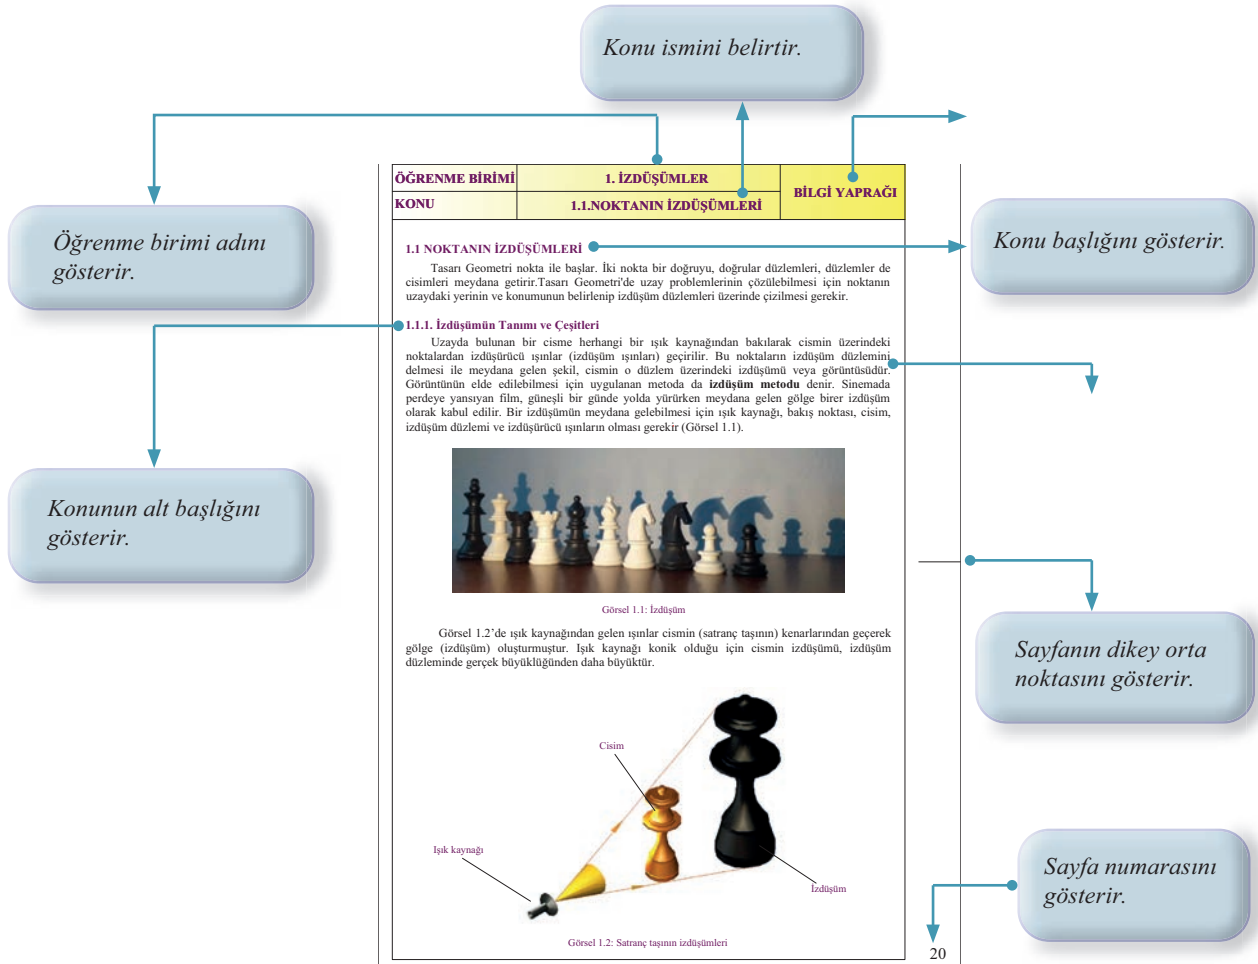 Konu ismini belirtir.
ÖĞRENME BİRİMİ
1. İZDÜŞÜMLER
BİLGİ YAPRAĞI
KONU
1.1.NOKTANIN İZDÜŞÜMLERİ
Öğrenme birimi adını
gösterir.
Konu başlığını gösterir.
1.1 NOKTANIN İZDÜŞÜMLERİ
Tasarı Geometri nokta ile başlar. İki nokta bir doğruyu, doğrular düzlemleri, düzlemler de
cisimleri meydana getirir.Tasarı Geometri'de uzay problemlerinin çözülebilmesi için noktanın
uzaydaki yerinin ve konumunun belirlenip izdüşüm düzlemleri üzerinde çizilmesi gerekir.
1.1.1. İzdüşümün Tanımı ve Çeşitleri
Uzayda bulunan bir cisme herhangi bir ışık kaynağından bakılarak cismin üzerindeki
noktalardan izdüşürücü ışınlar (izdüşüm ışınları) geçirilir. Bu noktaların izdüşüm düzlemini
delmesi ile meydana gelen şekil, cismin o düzlem üzerindeki izdüşümü veya görüntüsüdür.
Görüntünün elde edilebilmesi için uygulanan metoda da izdüşüm metodu denir. Sinemada
perdeye yansıyan film, güneşli bir günde yolda yürürken meydana gelen gölge birer izdüşüm
olarak kabul edilir. Bir izdüşümün meydana gelebilmesi için ışık kaynağı, bakış noktası, cisim,
izdüşüm düzlemi ve izdüşürücü ışınların olması gerekir (Görsel 1.1).
Konunun alt başlığını
gösterir.
Görsel 1.1: İzdüşüm
Görsel 1.2’de ışık kaynağından gelen ışınlar cismin (satranç taşının) kenarlarından geçerek
gölge (izdüşüm) oluşturmuştur. Işık kaynağı konik olduğu için cismin izdüşümü, izdüşüm
düzleminde gerçek büyüklüğünden daha büyüktür.
Sayfanın dikey orta
noktasını gösterir.
Cisim
Işık kaynağı
İzdüşüm
Görsel 1.2: Satranç taşının izdüşümleri
Sayfa numarasını
gösterir.
20